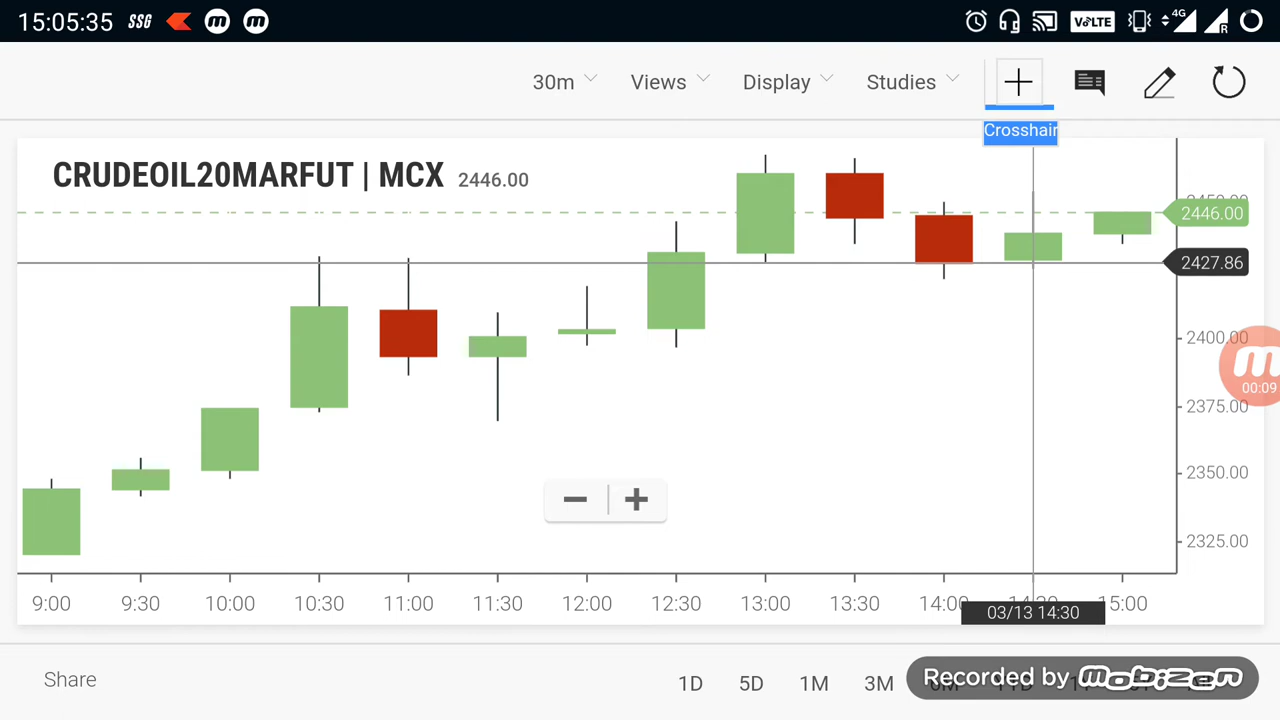 15:05:35 SSG m m VoLTE 4G R
30m Views Display Studies
Crosshair
CRUDEOIL20MARFUT | MCX 2446.00
2446.00
2427.86
2400.00
m
00:09
2375.00
2350.00
2325.00
9:00 9:30 10:00 10:30 11:00 11:30 12:00 12:30 13:00 13:30 14:00 15:00
03/13 14:30
Share 1D 5D 1M 3M
Recorded by mobizen